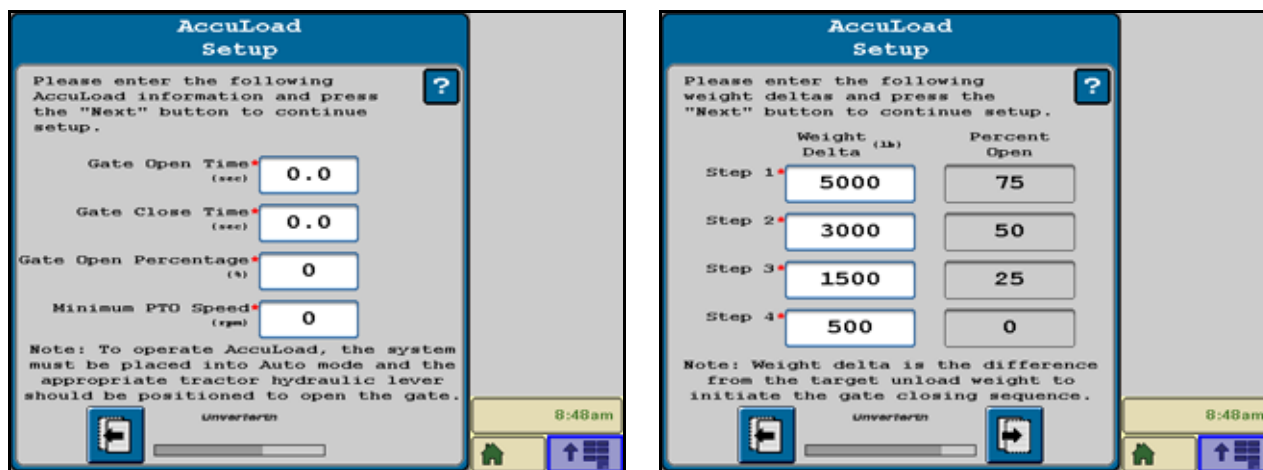 AccuLoad
Setup
Please enter the following
AccuLoad information and press
the "Next" button to continue
setup.
?
Gate Open Time*
(sec)
0.0
Gate Close Time*
(sec)
0.0
Gate Open Percentage*
(%)
0
Minimum PTO Speed*
(rpm)
0
Note: To operate AccuLoad, the system
must be placed into Auto mode and the
appropriate tractor hydraulic lever
should be positioned to open the gate.
Unverferth
8:48am
AccuLoad
Setup
Please enter the following
weight deltas and press the
"Next" button to continue setup.
?
Weight (lb)
Delta
Percent
Open
Step 1* 5000 75
Step 2* 3000 50
Step 3* 1500 25
Step 4* 500 0
Note: Weight delta is the difference
from the target unload weight to
initiate the gate closing sequence.
Unverferth
8:48am